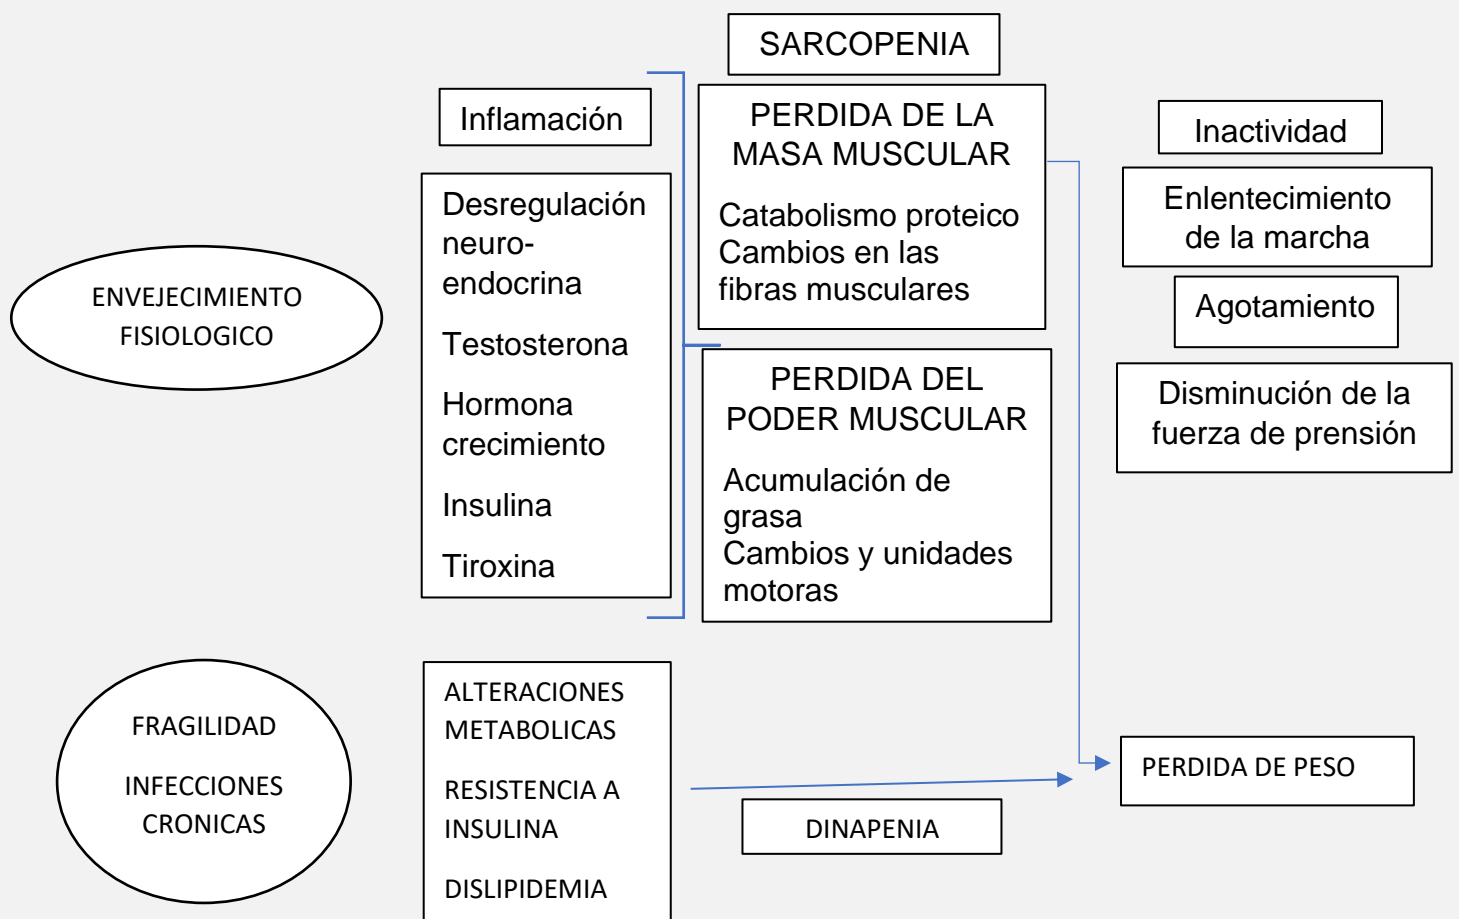 SARCOPENIA
Inflamación
PERDIDA DE LA
MASA MUSCULAR
Catabolismo proteico
Cambios en las
fibras musculares
Inactividad
Enlentecimiento
de la marcha
Agotamiento
Disminución de la
fuerza de prensión
Desregulación
neuro-
endocrina
Testosterona
Hormona
crecimiento
Insulina
Tiroxina
ENVEJECIMIENTO
FISIOLOGICO
PERDIDA DEL
PODER MUSCULAR
Acumulación de
grasa
Cambios y unidades
motoras
FRAGILIDAD
INFECCIONES
CRONICAS
ALTERACIONES
METABOLICAS
RESISTENCIA A
INSULINA
DISLIPIDEMIA
DINAPENIA
PERDIDA DE PESO